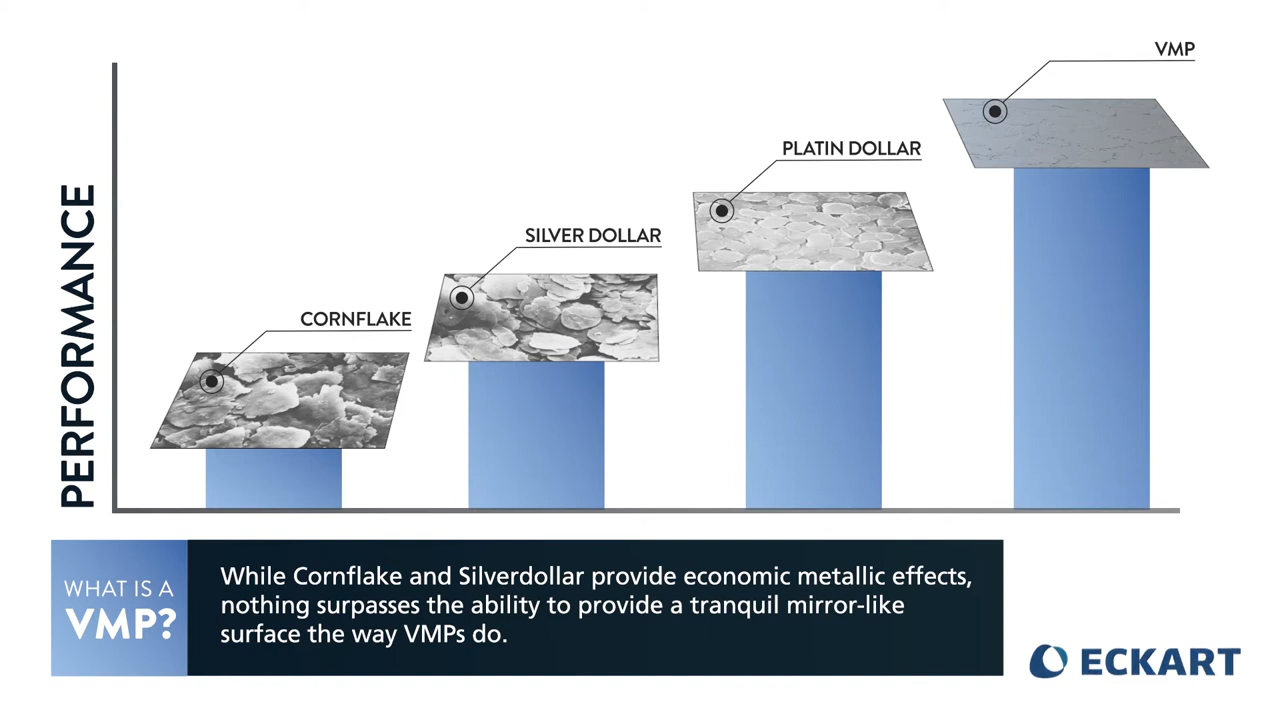 VMP
PLATIN DOLLAR
SILVER DOLLAR
CORNFLAKE
PERFORMANCE
WHAT IS A
VMP?
While Cornflake and Silverdollar provide economic metallic effects,
nothing surpasses the ability to provide a tranquil mirror-like
surface the way VMPs do.
ECKART